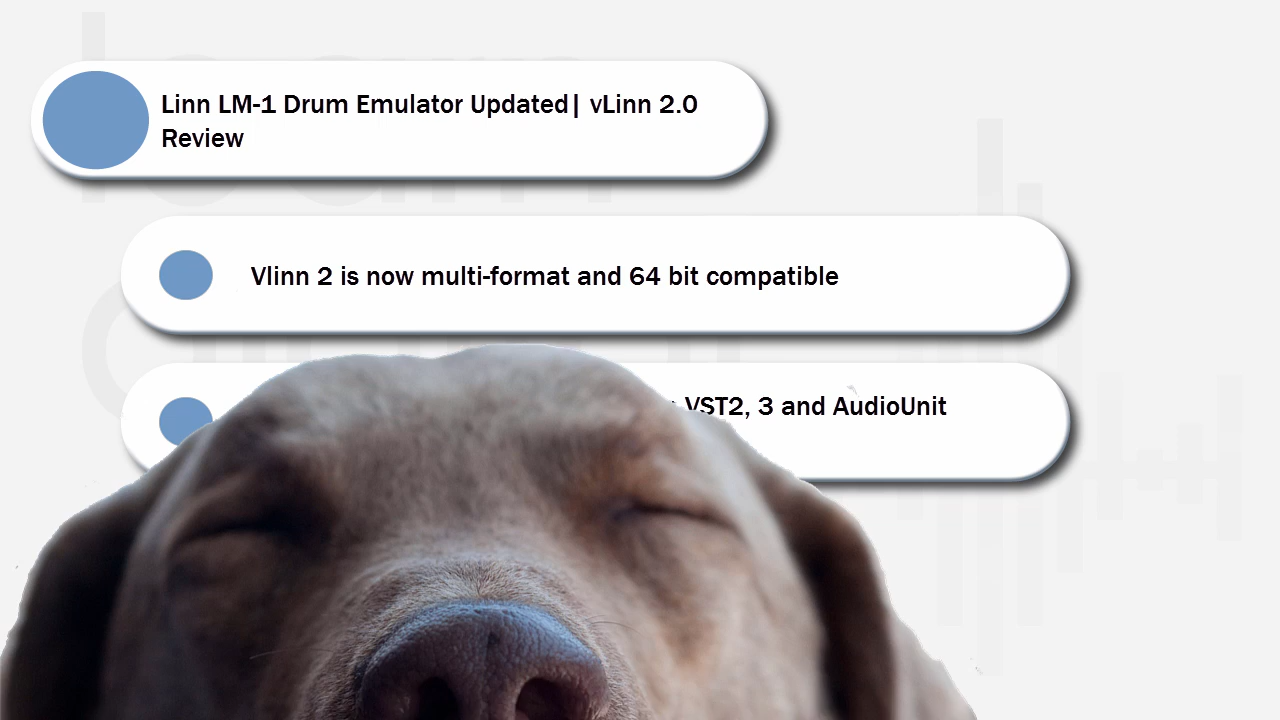 Linn LM-1 Drum Emulator Updated| vLinn 2.0
Review
Vlinn 2 is now multi-format and 64 bit compatible
VST2, 3 and AudioUnit